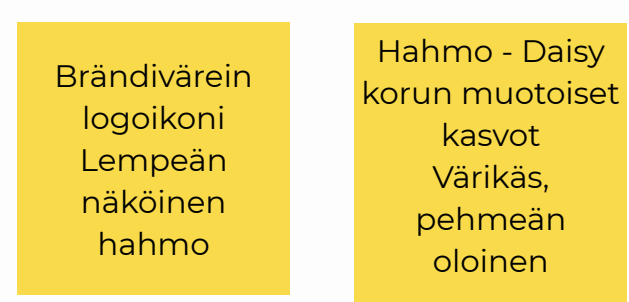 Brändivärein
logoikoni
Lempeän
näköinen
hahmo
Hahmo - Daisy
korun muotoiset
kasvot
Värikäs,
pehmeän
oloinen